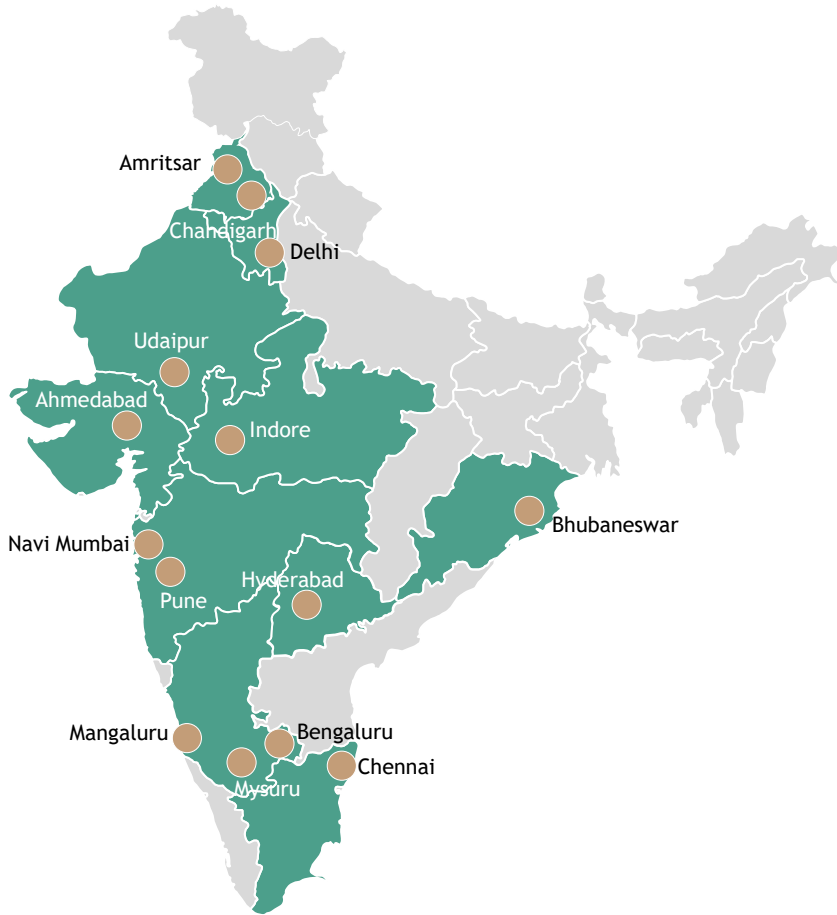 Amritsar
Chandigarh
Delhi
Udaipur
Ahmedabad
Indore
Bhubaneswar
Navi Mumbai
Hyderabad
Pune
Mangaluru
Bengaluru
Chennai
Mysuru